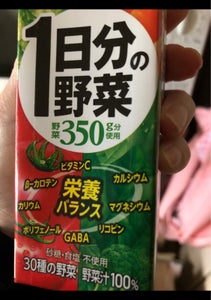 1日分の
野菜
野菜350g分使用
ビタミンC
β-カロテン
カルシウム
カリウム
栄養
バランス
マグネシウム
ポリフェノール
GABA
リコピン
砂糖・食塩 不使用
30種の野菜 野菜汁100%